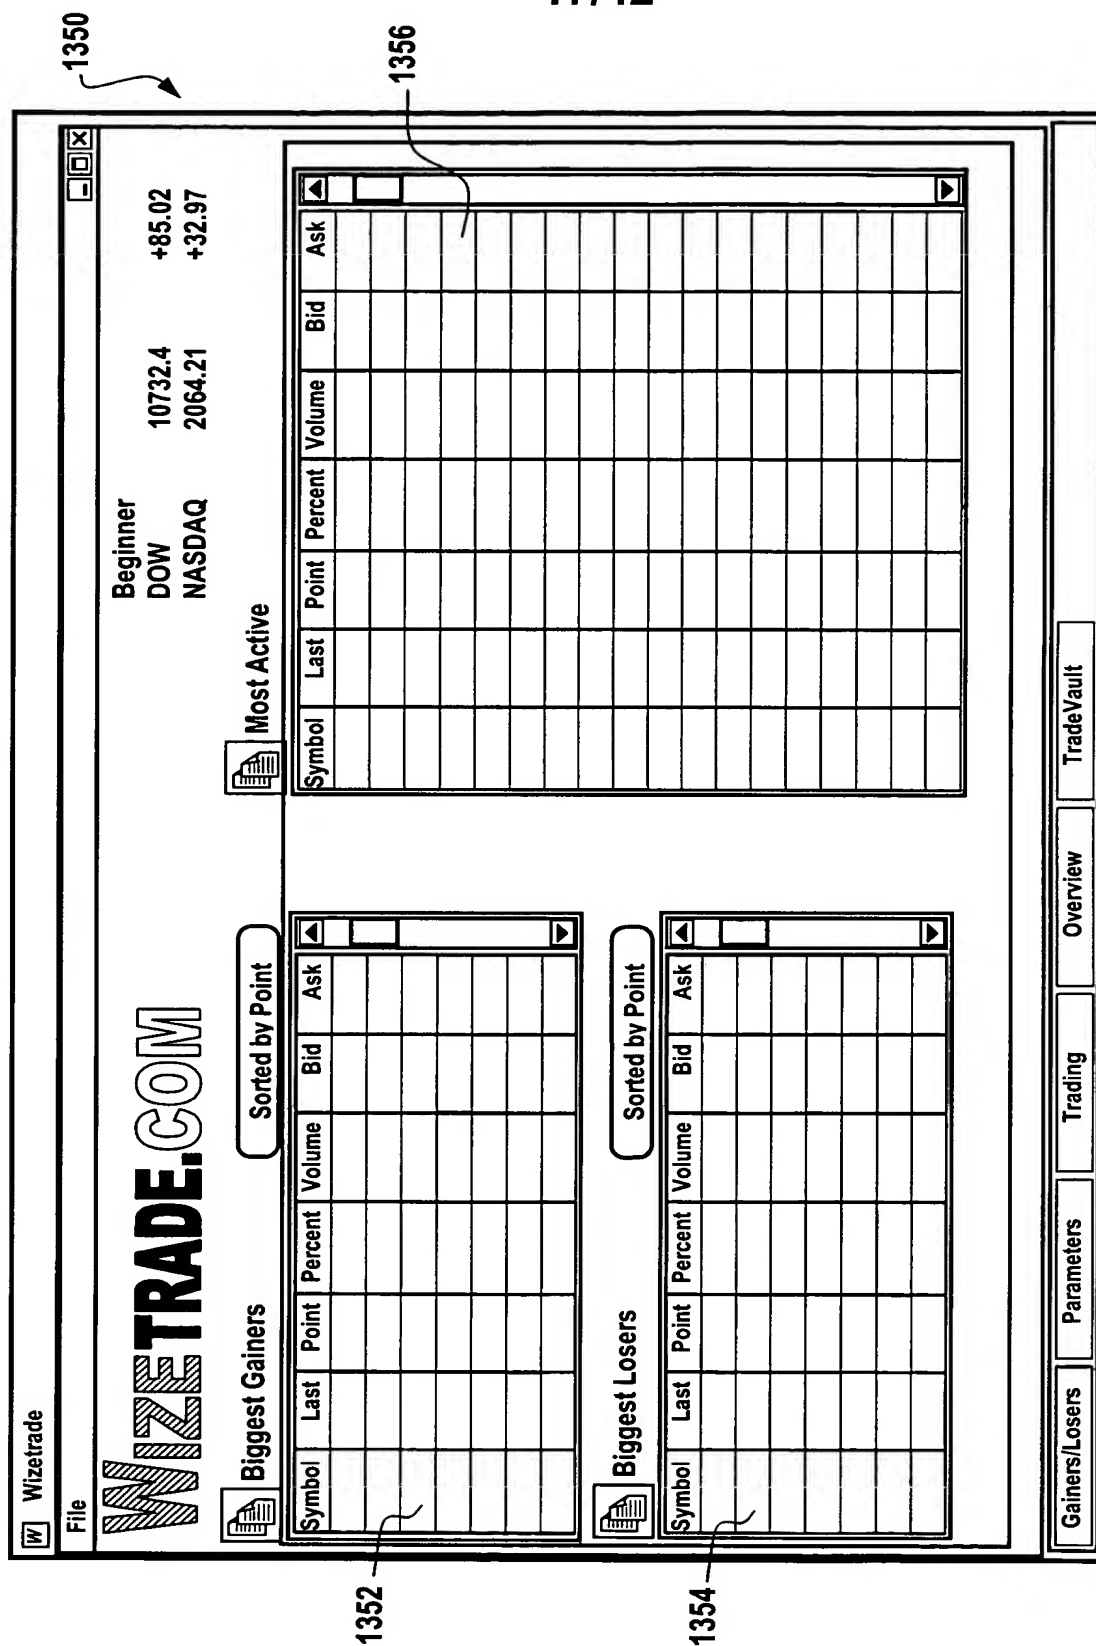 1350
W Wizetrade
File
WIZETRADE.COM
Beginner
DOW 10732.4 +85.02
NASDAQ 2064.21 +32.97
Biggest Gainers
Sorted by Point
Symbol Last Point Percent Volume Bid Ask
1352
Biggest Losers
Sorted by Point
Symbol Last Point Percent Volume Bid Ask
1354
Most Active
Symbol Last Point Percent Volume Bid Ask
1356
Gainers/Losers Parameters Trading Overview TradeVault